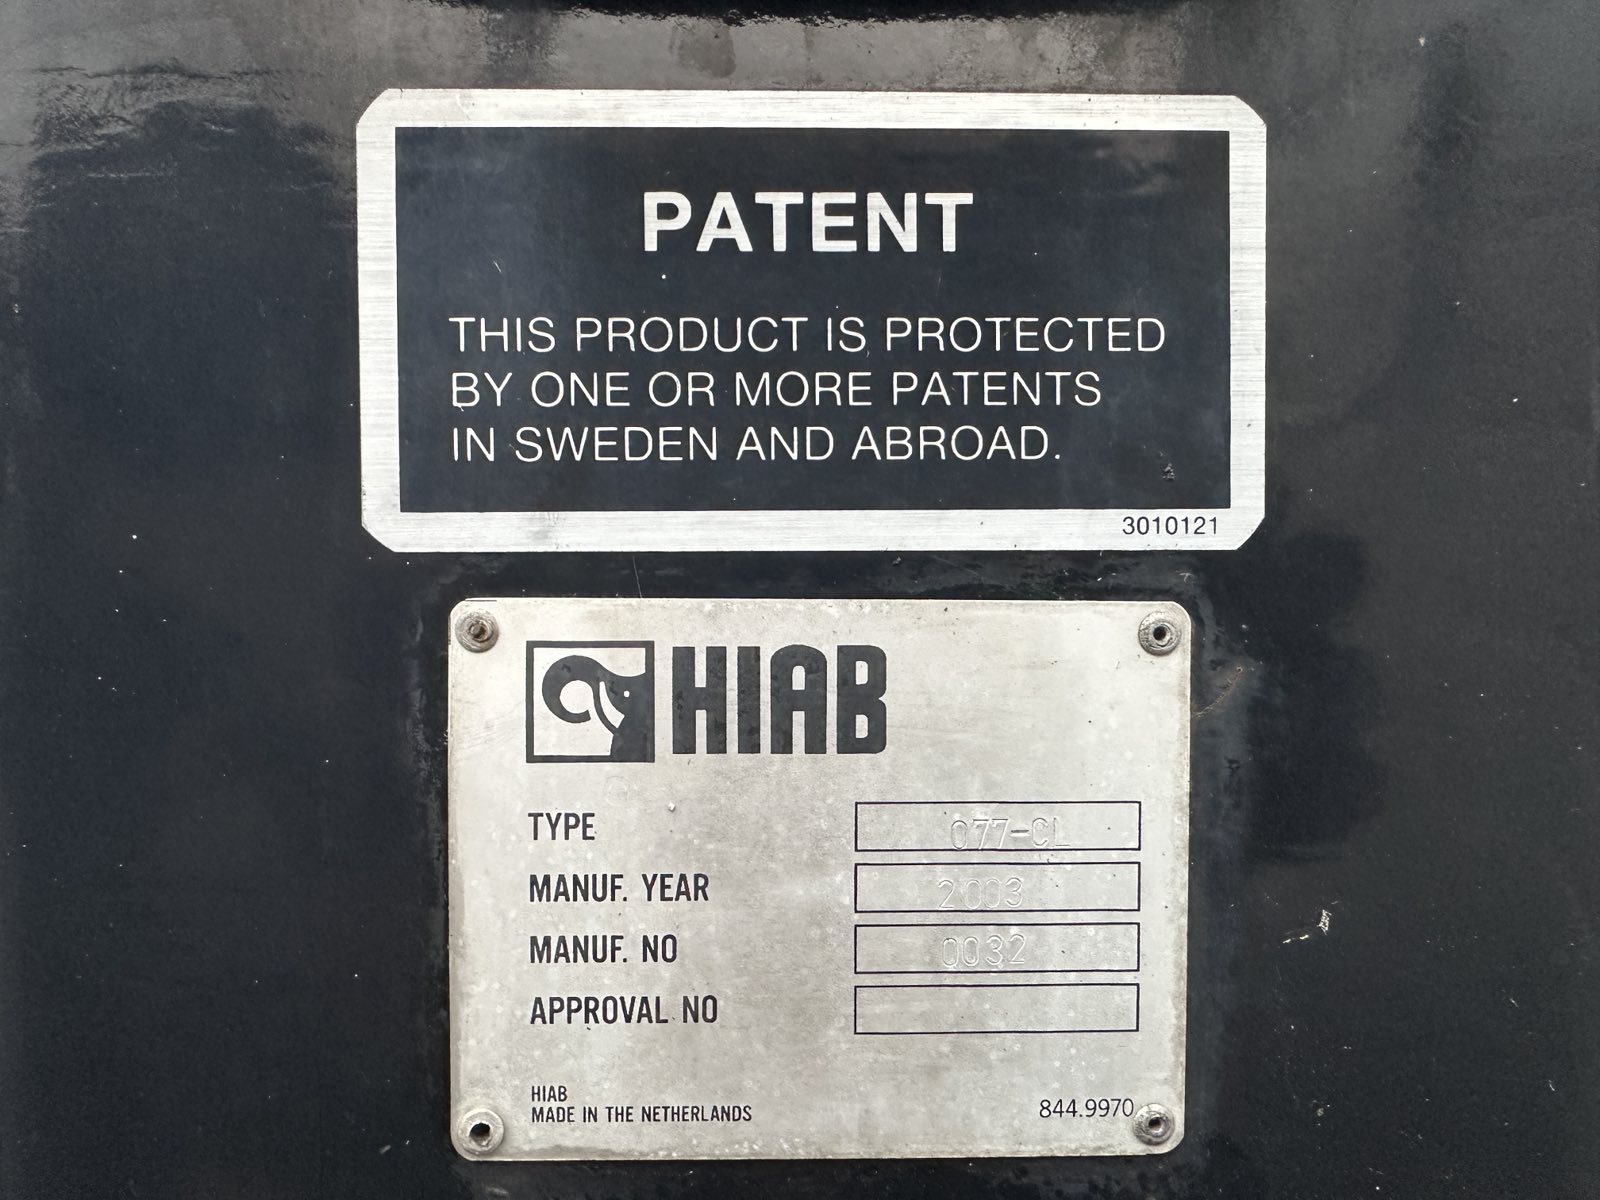 PATENT
THIS PRODUCT IS PROTECTED
BY ONE OR MORE PATENTS
IN SWEDEN AND ABROAD.
3010121
HIAB
TYPE 077-CL
MANUF. YEAR 2003
MANUF. NO 0032
APPROVAL NO
HIAB
MADE IN THE NETHERLANDS
844.9970